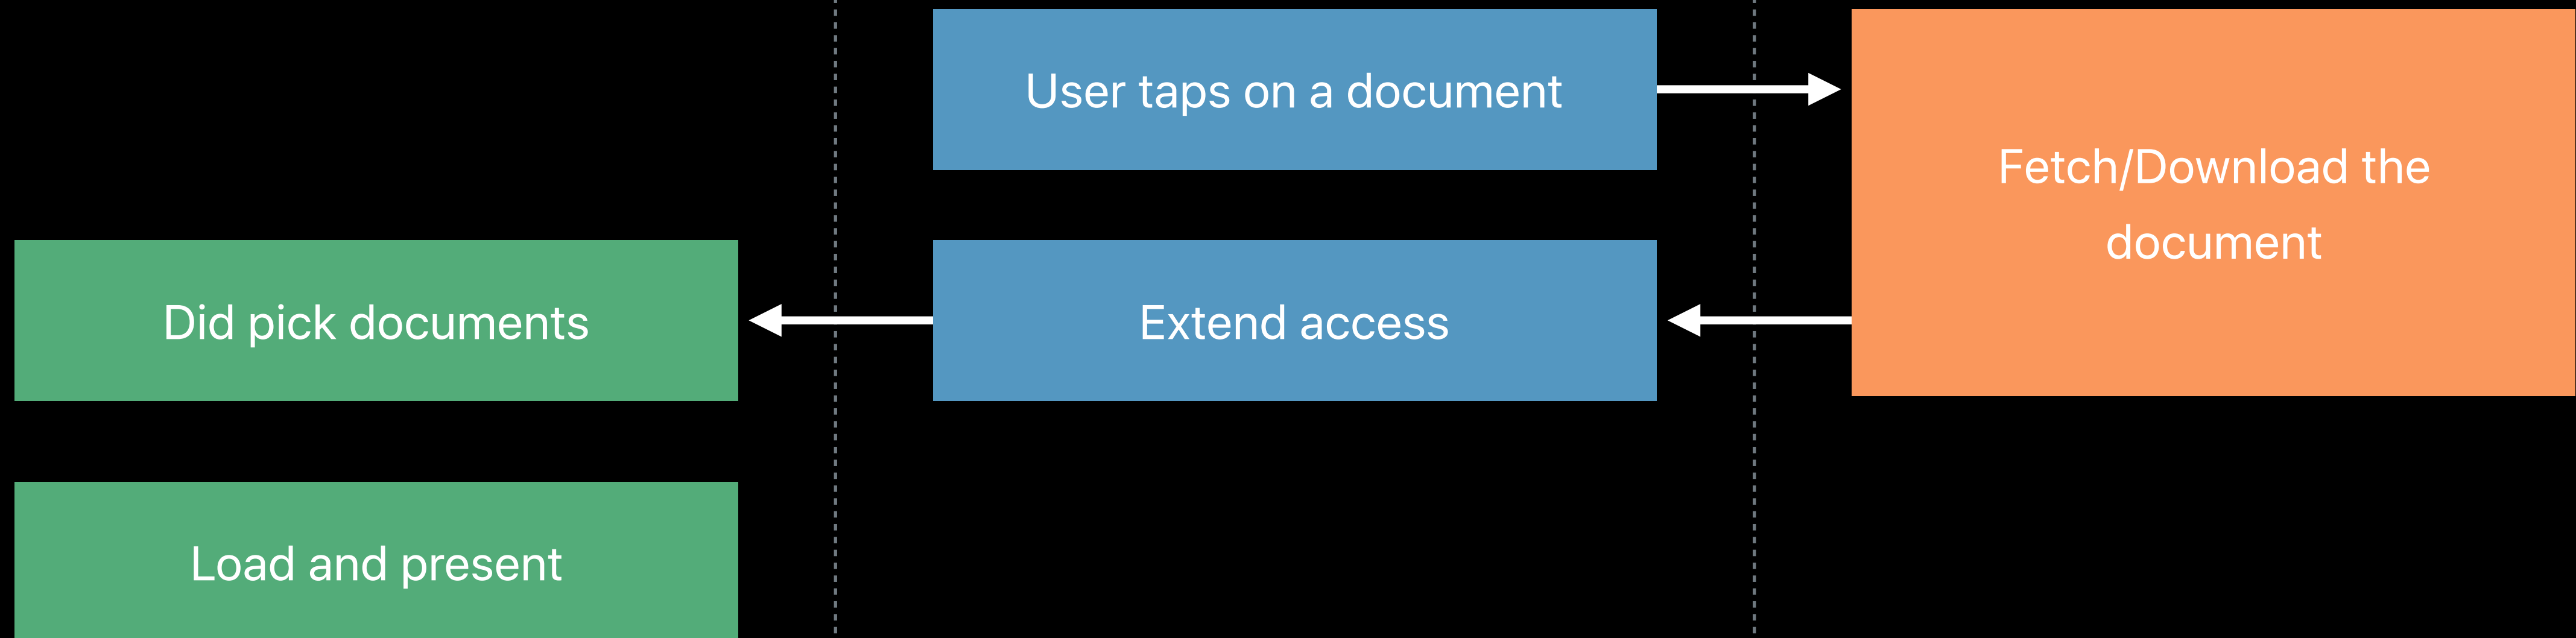 User taps on a document
Fetch/Download the
document
Did pick documents
Extend access
Load and present